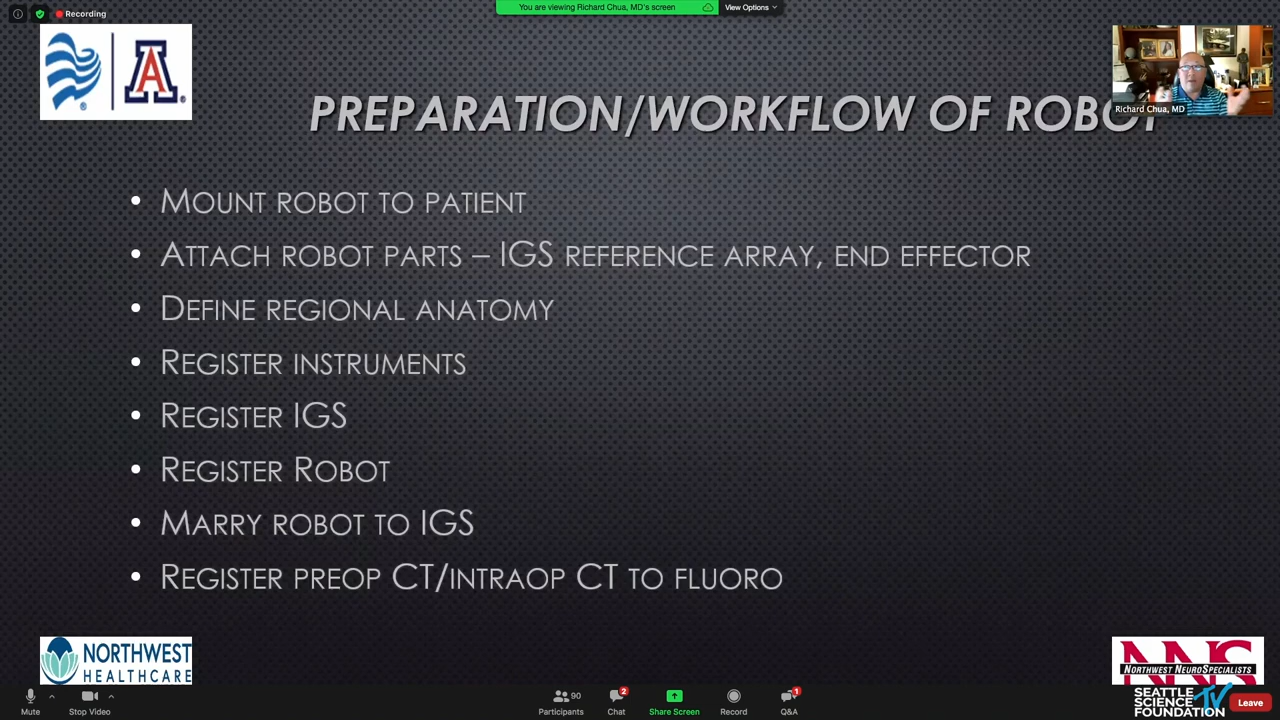 Recording
You are viewing Richard Chua, MD's screen
View Options
A
PREPARATION/WORKFLOW OF ROBOT
Richard Chua, MD
• MOUNT ROBOT TO PATIENT
• ATTACH ROBOT PARTS – IGS REFERENCE ARRAY, END EFFECTOR
• DEFINE REGIONAL ANATOMY
• REGISTER INSTRUMENTS
• REGISTER IGS
• REGISTER ROBOT
• MARRY ROBOT TO IGS
• REGISTER PREOP CT/INTRAOP CT TO FLUORO
NORTHWEST
HEALTHCARE
NNS
NORTHWEST NEUROSPECIALISTS
SEATTLE
SCIENCE TV
FOUNDATION
Mute
Stop Video
90
Participants
2
Chat
Share Screen
Record
1
Q&A
Leave